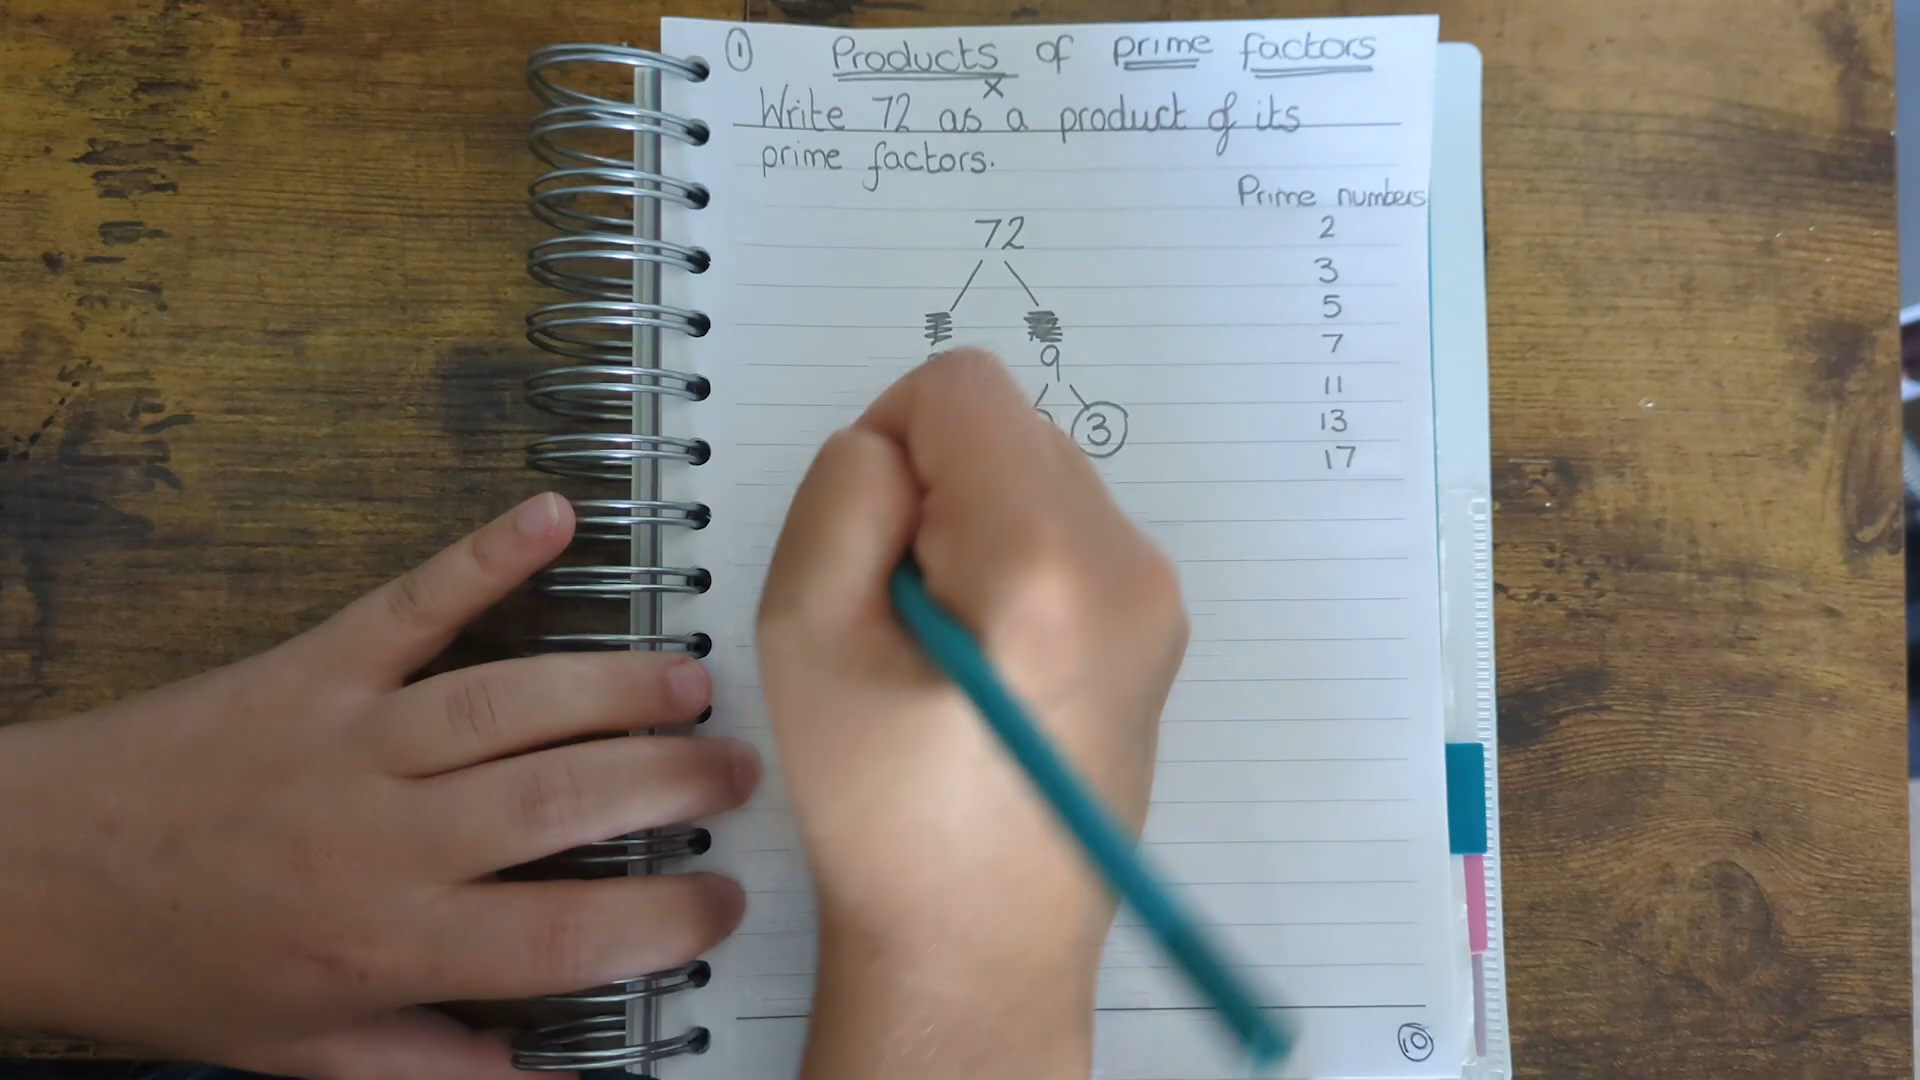 ① Products of prime factors
x
Write 72 as a product of its
prime factors.
Prime numbers
72
2
3
5
9
7
11
3
13
17
10